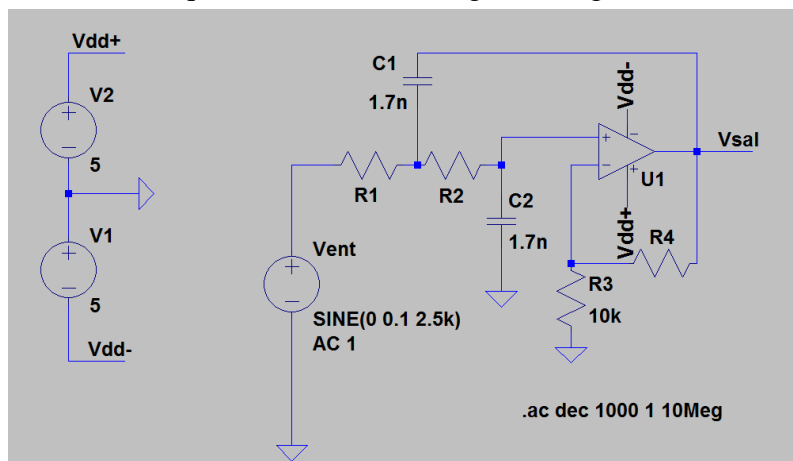 Vdd+
V2
5
V1
5
Vdd-
C1
1.7n
R1
R2
C2
1.7n
Vent
SINE(0 0.1 2.5k)
AC 1
Vdd-
U1
Vdd+
Vsal
R4
R3
10k
.ac dec 1000 1 10Meg